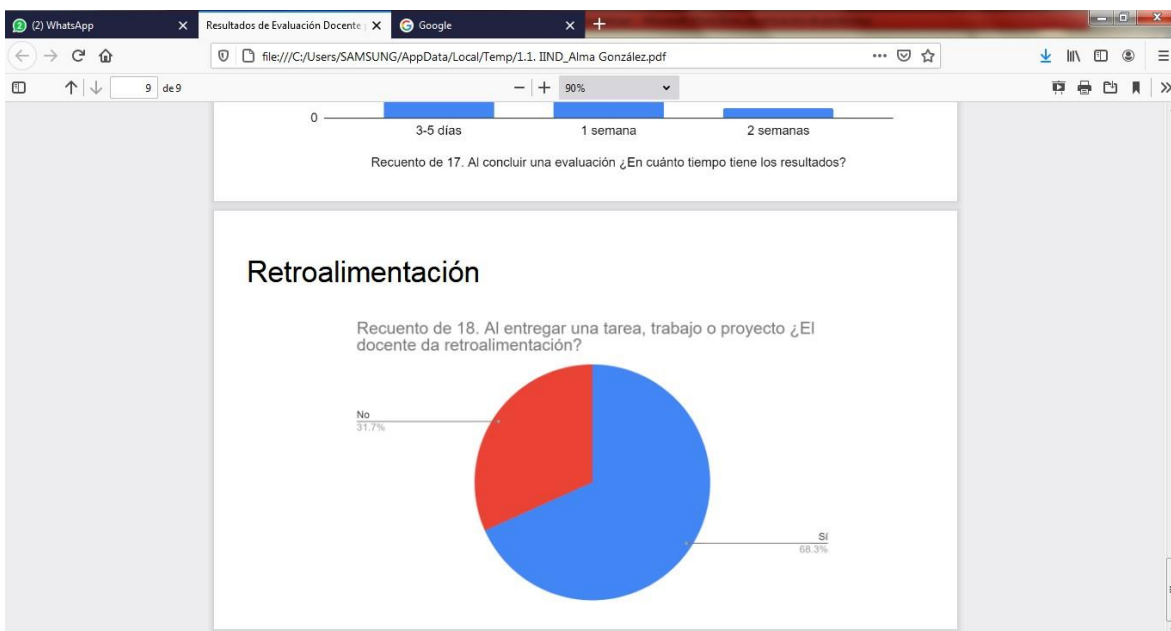 (2) WhatsApp
Resultados de Evaluación Docente
Google
file:///C:/Users/SAMSUNG/AppData/Local/Temp/1.1. IIND_Alma González.pdf
9 de 9
90%
0
3-5 días 1 semana 2 semanas
Recuento de 17. Al concluir una evaluación ¿En cuánto tiempo tiene los resultados?
Retroalimentación
Recuento de 18. Al entregar una tarea, trabajo o proyecto ¿El
docente da retroalimentación?
No
31.7%
Sí
68.3%